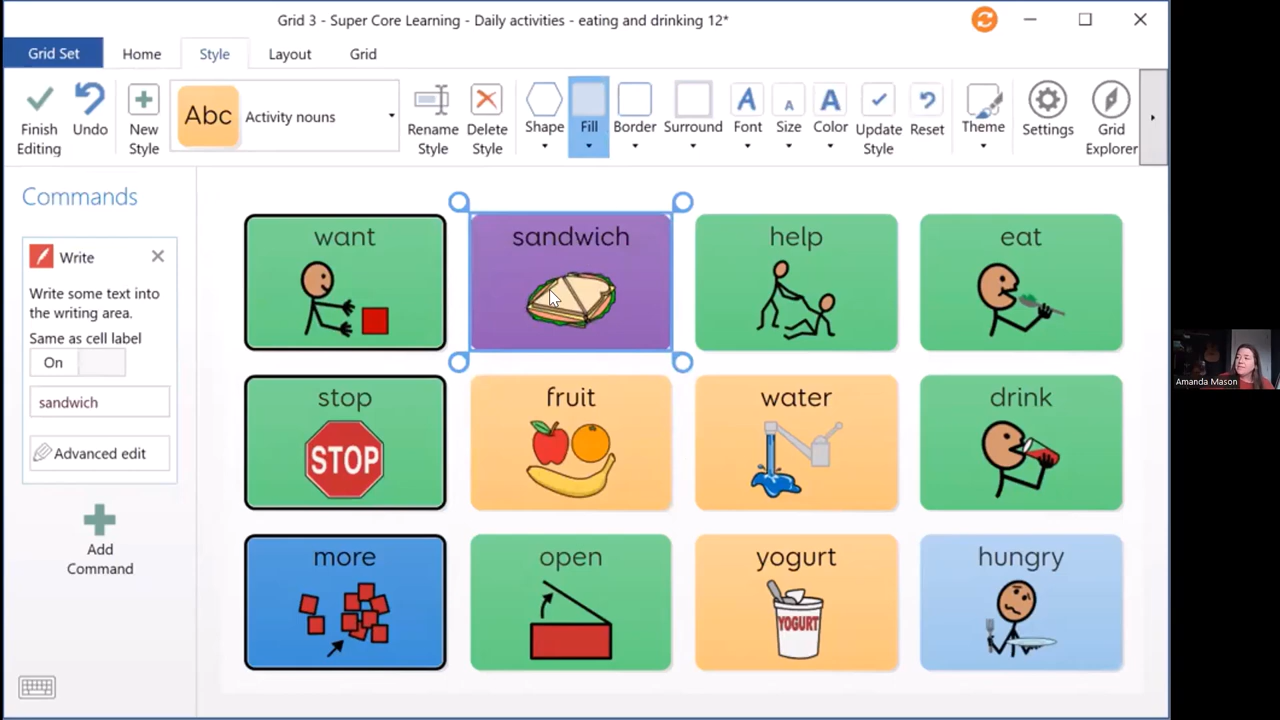 Grid 3 - Super Core Learning - Daily activities - eating and drinking 12*
Grid Set
Home
Style
Layout
Grid
Finish
Editing
Undo
New
Style
Abc
Activity nouns
Rename
Style
Delete
Style
Shape
Fill
Border
Surround
Font
Size
Color
Update
Style
Reset
Theme
Settings
Grid
Explorer
Commands
Write
Write some text into
the writing area.
Same as cell label
On
sandwich
Advanced edit
Add
Command
want
sandwich
help
eat
stop
STOP
fruit
water
drink
more
open
yogurt
YOGURT
hungry
Amanda Mason